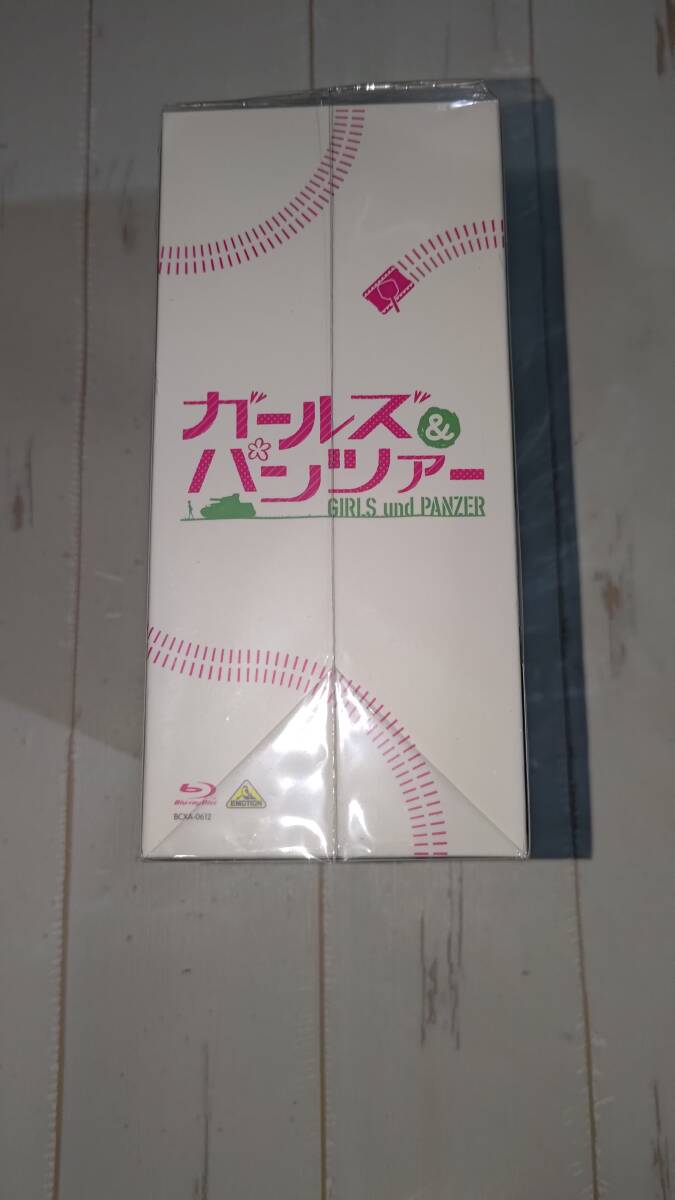 ガールズ&
パンツァー
GIRLS und PANZER
Blu-ray Disc
EMOTION
BCXA-0612